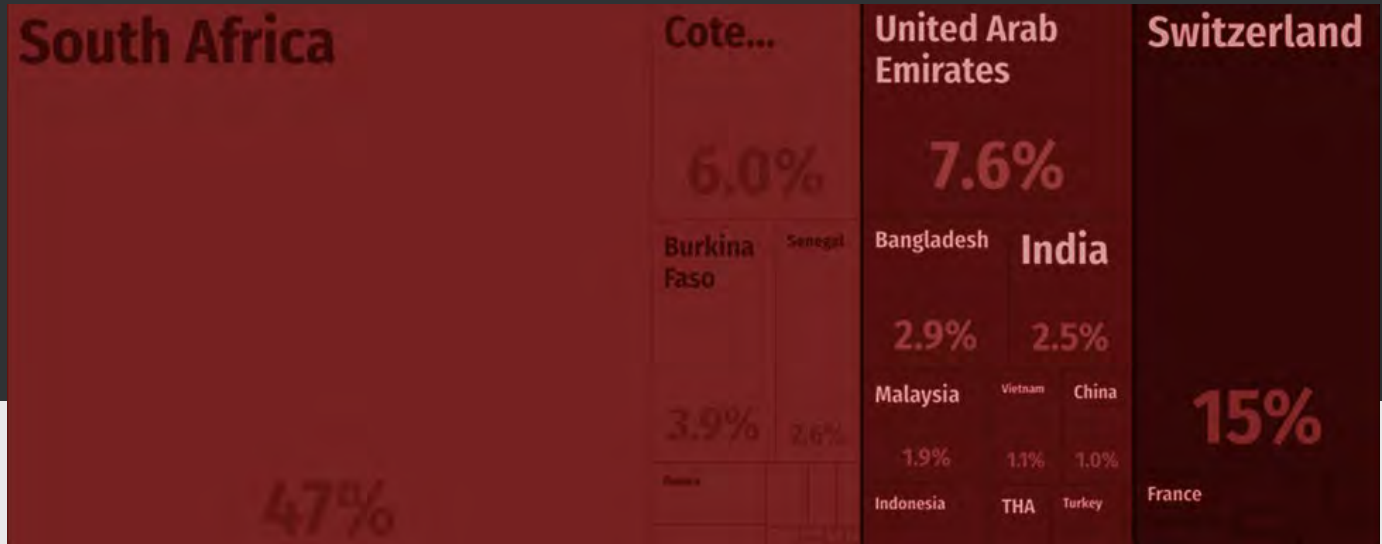 South Africa
47%
Cote...
6.0%
Burkina
Faso
3.9%
Senegal
2.6%
United Arab
Emirates
7.6%
Bangladesh
2.9%
India
2.5%
Malaysia
1.9%
Vietnam
1.1%
China
1.0%
Indonesia
THA
Turkey
Switzerland
15%
France